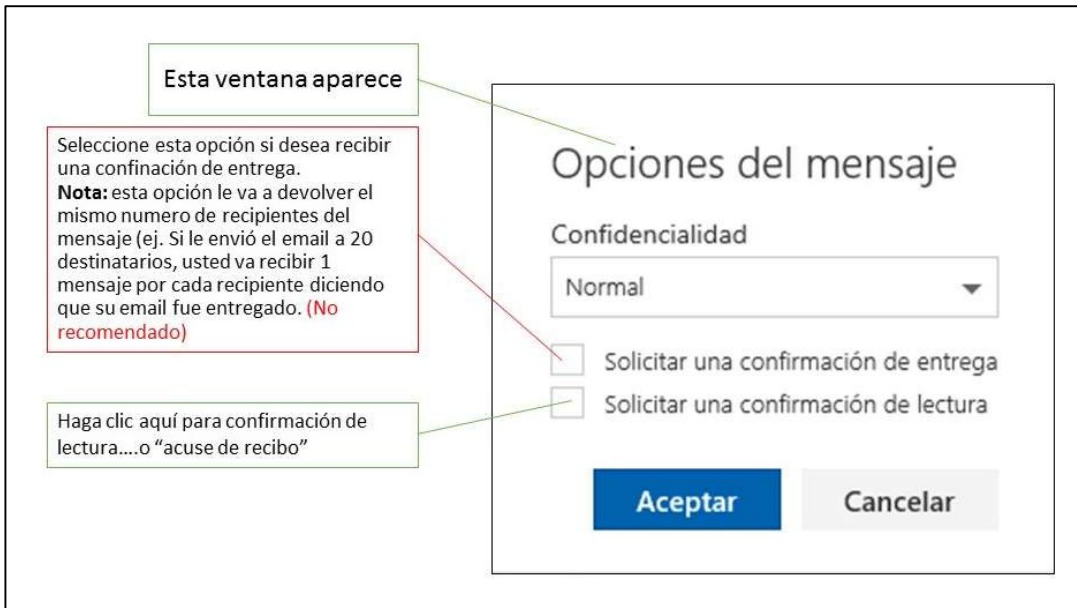 Esta ventana aparece
Seleccione esta opción si desea recibir
una confinación de entrega.
Nota: esta opción le va a devolver el
mismo numero de recipientes del
mensaje (ej. Si le envió el email a 20
destinatarios, usted va recibir 1
mensaje por cada recipiente diciendo
que su email fue entregado. (No
recomendado)
Haga clic aquí para confirmación de
lectura....o “acuse de recibo”
Opciones del mensaje
Confidencialidad
Normal
Solicitar una confirmación de entrega
Solicitar una confirmación de lectura
Aceptar
Cancelar